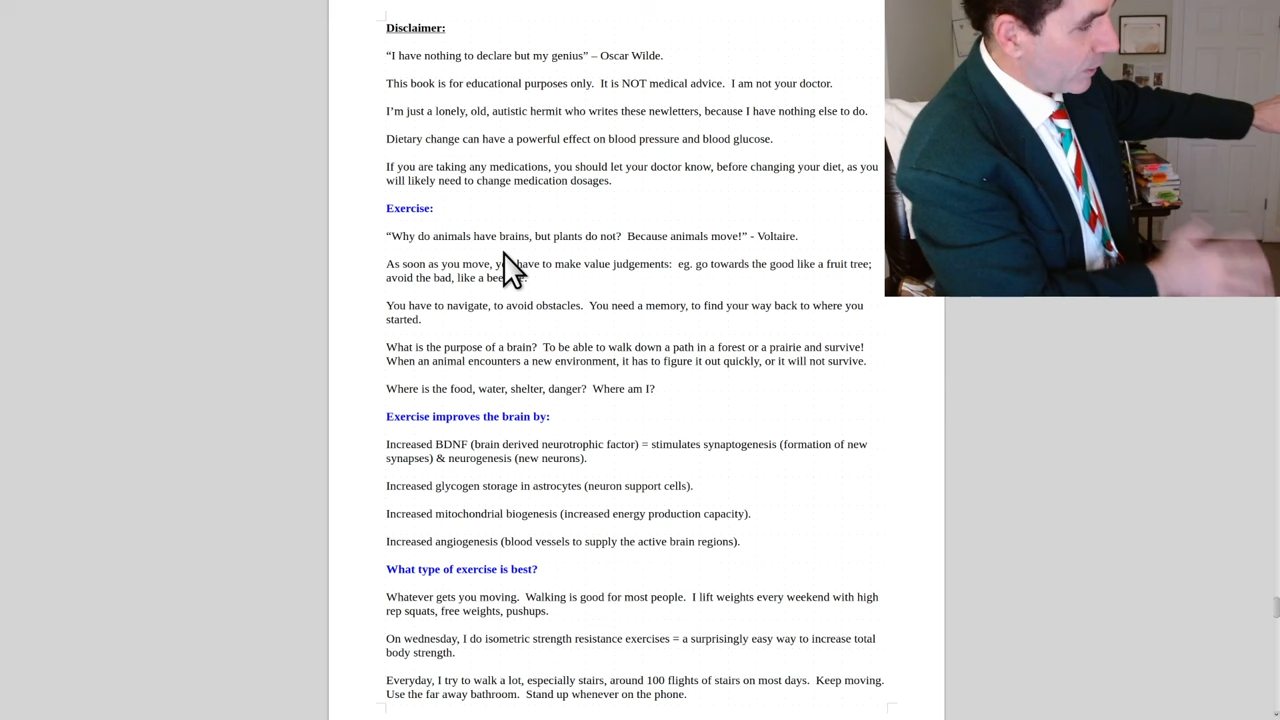 Disclaimer:
“I have nothing to declare but my genius” – Oscar Wilde.
This book is for educational purposes only.  It is NOT medical advice.  I am not your doctor.
I’m just a lonely, old, autistic hermit who writes these newletters, because I have nothing else to do.
Dietary change can have a powerful effect on blood pressure and blood glucose.
If you are taking any medications, you should let your doctor know, before changing your diet, as you
will likely need to change medication dosages.
Exercise:
“Why do animals have brains, but plants do not?  Because animals move!” - Voltaire.
As soon as you move, have to make value judgements:  eg. go towards the good like a fruit tree;
avoid the bad, like a
You have to navigate, to avoid obstacles.  You need a memory, to find your way back to where you
started.
What is the purpose of a brain?  To be able to walk down a path in a forest or a prairie and survive!
When an animal encounters a new environment, it has to figure it out quickly, or it will not survive.
Where is the food, water, shelter, danger?  Where am I?
Exercise improves the brain by:
Increased BDNF (brain derived neurotrophic factor) = stimulates synaptogenesis (formation of new
synapses) & neurogenesis (new neurons).
Increased glycogen storage in astrocytes (neuron support cells).
Increased mitochondrial biogenesis (increased energy production capacity).
Increased angiogenesis (blood vessels to supply the active brain regions).
What type of exercise is best?
Whatever gets you moving.  Walking is good for most people.  I lift weights every weekend with high
rep squats, free weights, pushups.
On wednesday, I do isometric strength resistance exercises = a surprisingly easy way to increase total
body strength.
Everyday, I try to walk a lot, especially stairs, around 100 flights of stairs on most days.  Keep moving.
Use the far away bathroom.  Stand up whenever on the phone.